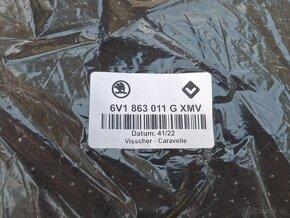 6V1 863 011 G XMV
Datum: 41/22
Visscher - Caravelle